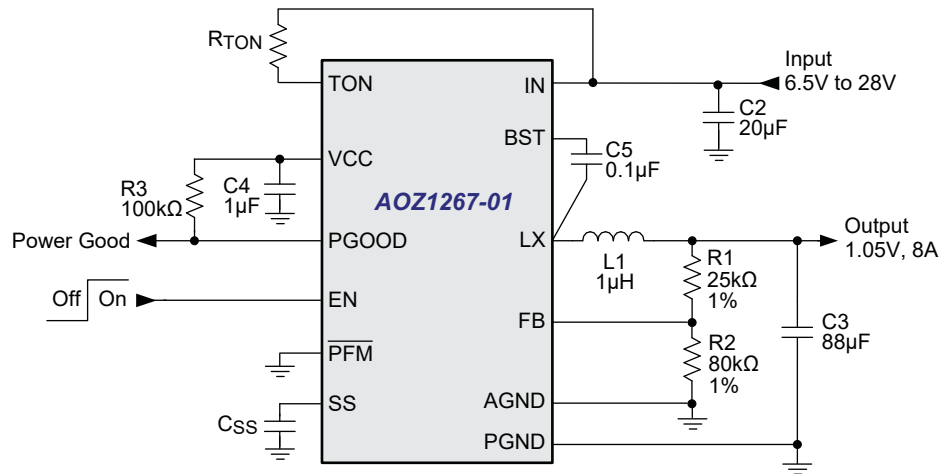 RTON
TON
IN
Input
6.5V to 28V
C2
20µF
BST
C5
0.1µF
VCC
R3
100kΩ
C4
1µF
AOZ1267-01
Power Good
PGOOD
LX
L1
1µH
Output
1.05V, 8A
R1
25kΩ
1%
Off
On
EN
FB
C3
88µF
R2
80kΩ
1%
PFM
SS
CSS
AGND
PGND